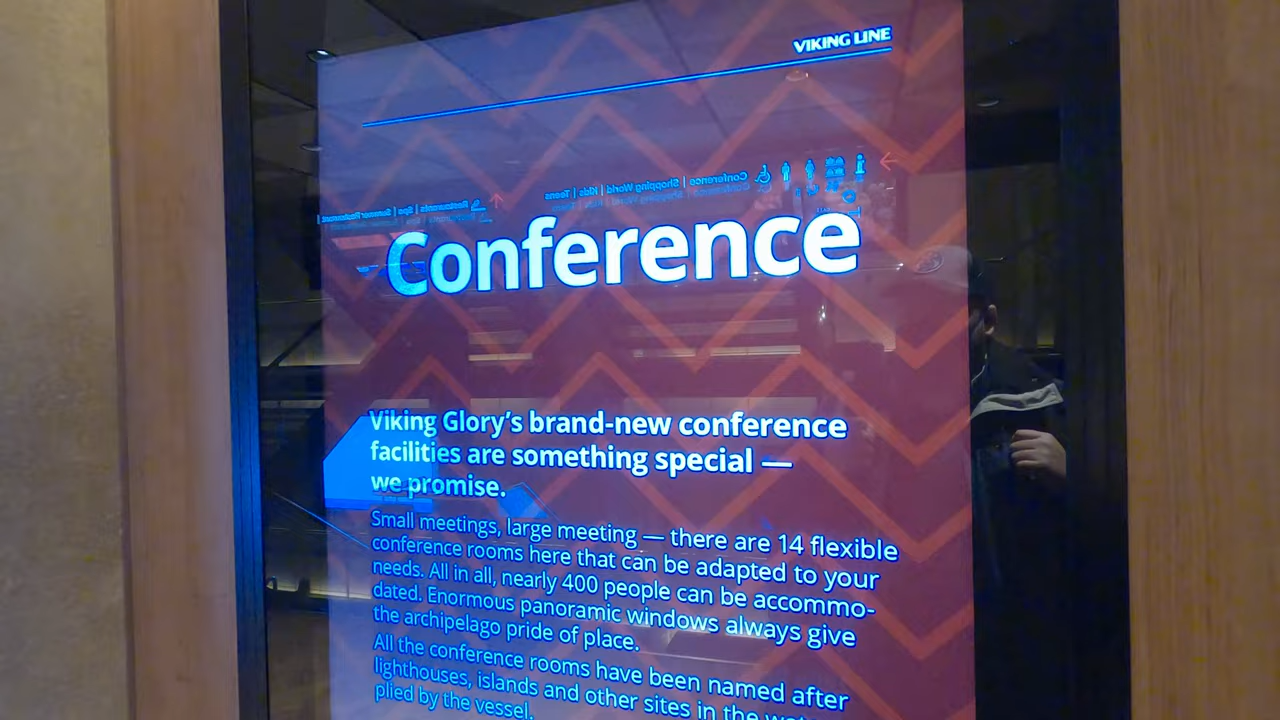 VIKING LINE
Conference | Shopping World | Kids | Teens
Restaurants | Spa |
Conference
Viking Glory’s brand-new conference
facilities are something special —
we promise.
Small meetings, large meeting — there are 14 flexible
conference rooms here that can be adapted to your
needs. All in all, nearly 400 people can be accommo-
dated. Enormous panoramic windows always give
the archipelago pride of place.
All the conference rooms have been named after
lighthouses, islands and other sites in the
plied by the vessel.